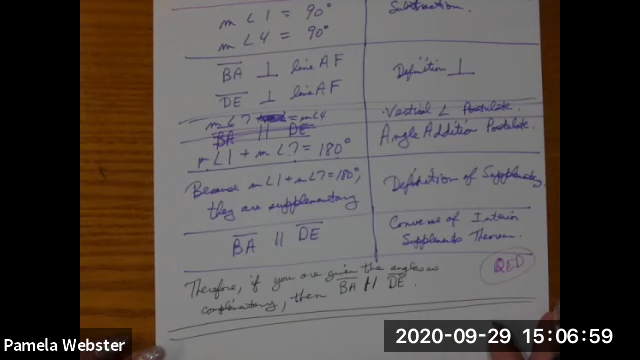 m∠1 = 90°
m∠4 = 90°
Subtraction.
BA ⊥ line AF
DE ⊥ line AF
Definition ⊥
m∠7 = m∠4
Vertical ∠ Postulate.
BA || DE
Angle Addition Postulate.
m∠1 + m∠7 = 180°
Because m∠1 + m∠7 = 180°,
they are supplementary
Definition of Supplementary
BA || DE
Converse of Interior
Supplements Theorem.
Therefore, if you are given the angles as
complementary, then BA // DE.
QED
Pamela Webster
2020-09-29 15:06:59